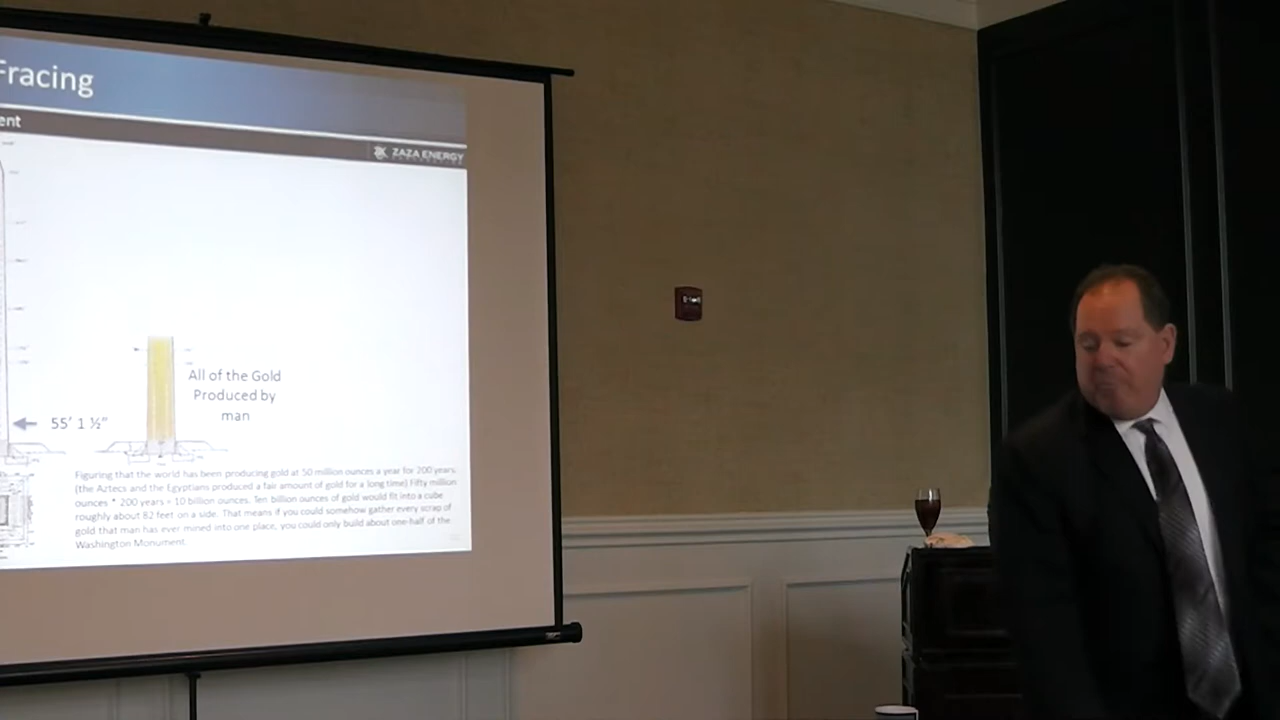 Fracing
ent
ZAZA ENERGY
All of the Gold
Produced by
man
55' 1 ½"
Figuring that the world has been producing gold at 50 million ounces a year for 200 years.
(the Aztecs and the Egyptians produced a fair amount of gold for a long time) Fifty million
ounces * 200 years = 10 billion ounces. Ten billion ounces of gold would fit into a cube
roughly about 82 feet on a side. That means if you could somehow gather every scrap of
gold that man has ever mined into one place, you could only build about one-half of the
Washington Monument.